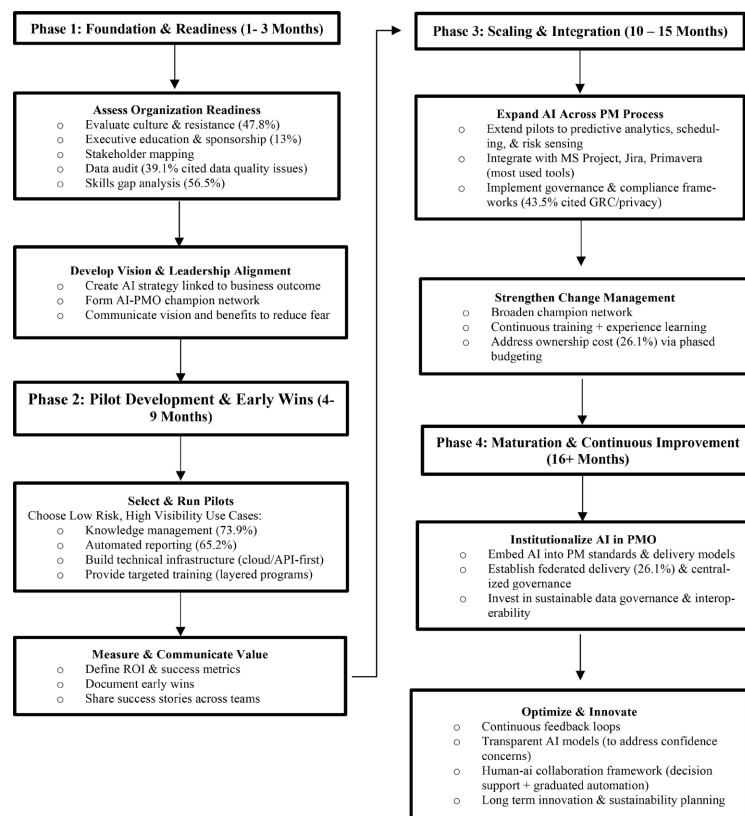 Phase 1: Foundation & Readiness (1- 3 Months)
Assess Organization Readiness
o Evaluate culture & resistance (47.8%)
o Executive education & sponsorship (13%)
o Stakeholder mapping
o Data audit (39.1% cited data quality issues)
o Skills gap analysis (56.5%)
Develop Vision & Leadership Alignment
o Create AI strategy linked to business outcome
o Form AI-PMO champion network
o Communicate vision and benefits to reduce fear
Phase 2: Pilot Development & Early Wins (4-
9 Months)
Select & Run Pilots
Choose Low Risk, High Visibility Use Cases:
o Knowledge management (73.9%)
o Automated reporting (65.2%)
o Build technical infrastructure (cloud/API-first)
o Provide targeted training (layered programs)
Measure & Communicate Value
o Define ROI & success metrics
o Document early wins
o Share success stories across teams
Phase 3: Scaling & Integration (10 – 15 Months)
Expand AI Across PM Process
o Extend pilots to predictive analytics, schedul-
ing, & risk sensing
o Integrate with MS Project, Jira, Primavera
(most used tools)
o Implement governance & compliance frame-
works (43.5% cited GRC/privacy)
Strengthen Change Management
o Broaden champion network
o Continuous training + experience learning
o Address ownership cost (26.1%) via phased
budgeting
Phase 4: Maturation & Continuous Improvement
(16+ Months)
Institutionalize AI in PMO
o Embed AI into PM standards & delivery models
o Establish federated delivery (26.1%) & central-
ized governance
o Invest in sustainable data governance & interop-
erability
Optimize & Innovate
o Continuous feedback loops
o Transparent AI models (to address confidence
concerns)
o Human-ai collaboration framework (decision
support + graduated automation)
o Long term innovation & sustainability planning